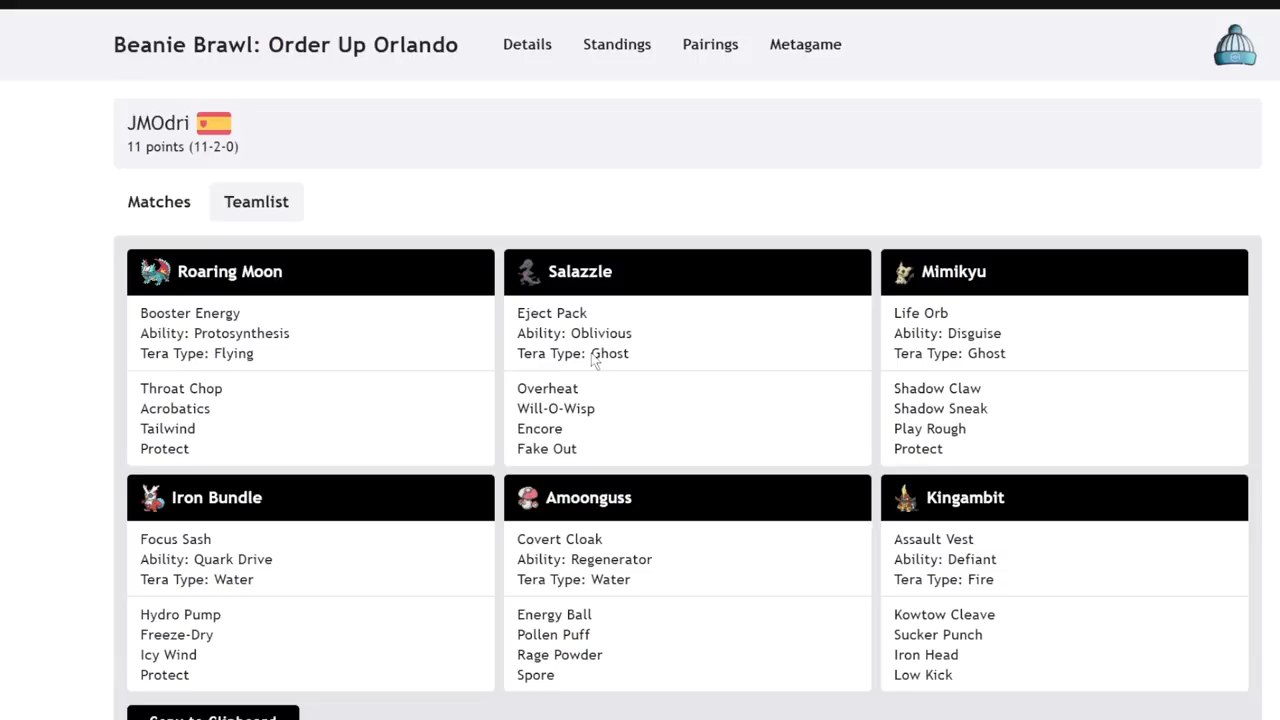 Beanie Brawl: Order Up Orlando
Details
Standings
Pairings
Metagame
JMOdri
11 points (11-2-0)
Matches
Teamlist
Roaring Moon
Booster Energy
Ability: Protosynthesis
Tera Type: Flying
Throat Chop
Acrobatics
Tailwind
Protect
Salazzle
Eject Pack
Ability: Oblivious
Tera Type: Ghost
Overheat
Will-O-Wisp
Encore
Fake Out
Mimikyu
Life Orb
Ability: Disguise
Tera Type: Ghost
Shadow Claw
Shadow Sneak
Play Rough
Protect
Iron Bundle
Focus Sash
Ability: Quark Drive
Tera Type: Water
Hydro Pump
Freeze-Dry
Icy Wind
Protect
Amoonguss
Covert Cloak
Ability: Regenerator
Tera Type: Water
Energy Ball
Pollen Puff
Rage Powder
Spore
Kingambit
Assault Vest
Ability: Defiant
Tera Type: Fire
Kowtow Cleave
Sucker Punch
Iron Head
Low Kick
Copy to Clipboard